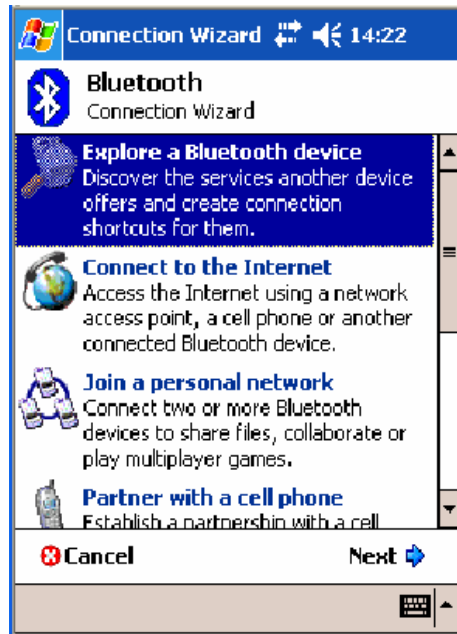 Connection Wizard 14:22
Bluetooth
Connection Wizard
Explore a Bluetooth device
Discover the services another device
offers and create connection
shortcuts for them.
Connect to the Internet
Access the Internet using a network
access point, a cell phone or another
connected Bluetooth device.
Join a personal network
Connect two or more Bluetooth
devices to share files, collaborate or
play multiplayer games.
Partner with a cell phone
Establish a partnership with a cell
Cancel Next